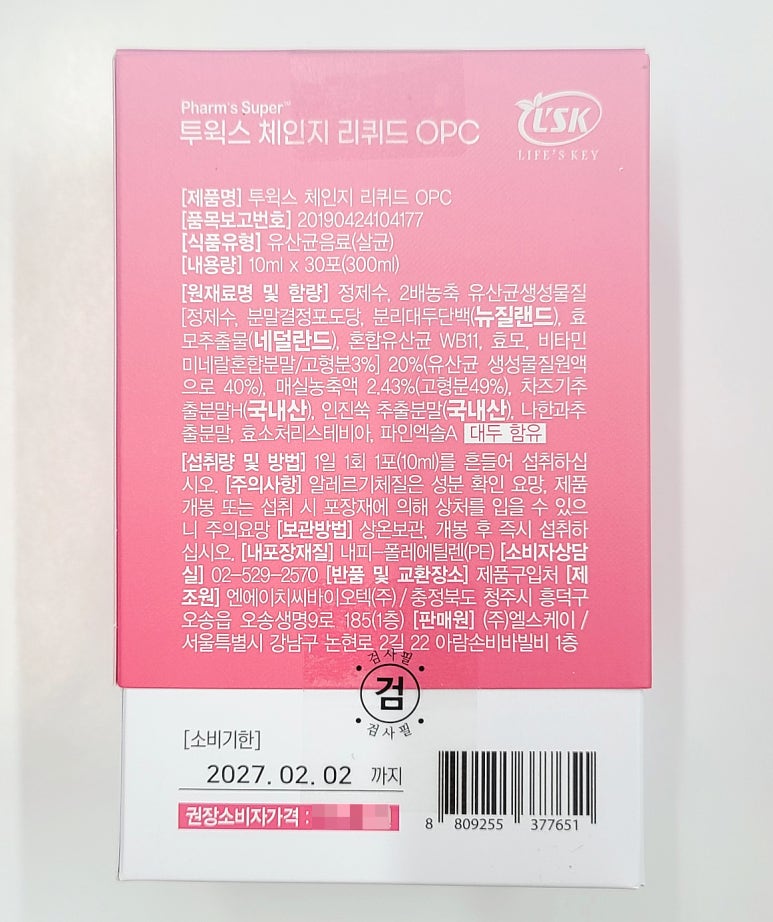 Pharm's Super™
투윅스 체인지 리퀴드 OPC
L'SK
LIFE'S KEY
[제품명] 투윅스 체인지 리퀴드 OPC
[품목보고번호] 20190424104177
[식품유형] 유산균음료(살균)
[내용량] 10ml x 30포(300ml)
[원재료명 및 함량] 정제수, 2배농축 유산균생성물질
[정제수, 분말결정포도당, 분리대두단백(뉴질랜드), 효
모추출물(네덜란드), 혼합유산균 WB11, 효모, 비타민
미네랄혼합분말/고형분3%] 20%(유산균 생성물질원액
으로 40%), 매실농축액 2.43%(고형분49%), 차즈기추
출분말H(국내산), 인진쑥 추출분말(국내산), 나한과추
출분말, 효소처리스테비아, 파인엑솔A 대두 함유
[섭취량 및 방법] 1일 1회 1포(10ml)를 흔들어 섭취하십
시오. [주의사항] 알레르기체질은 성분 확인 요망, 제품
개봉 또는 섭취 시 포장재에 의해 상처를 입을 수 있으
니 주의요망 [보관방법] 상온보관, 개봉 후 즉시 섭취하
십시오. [내포장재질] 내피-폴레에틸렌(PE) [소비자상담
실] 02-529-2570 [반품 및 교환장소] 제품구입처 [제
조원] 엔에이치씨바이오텍(주) / 충청북도 청주시 흥덕구
오송읍 오송생명9로 185(1층) [판매원] (주)엘스케이 /
서울특별시 강남구 논현로 2길 22 아람손비바빌비 1층
검사필
검
검사필
[소비기한]
2027. 02. 02 까지
권장소비자가격 :
8 809255 377651